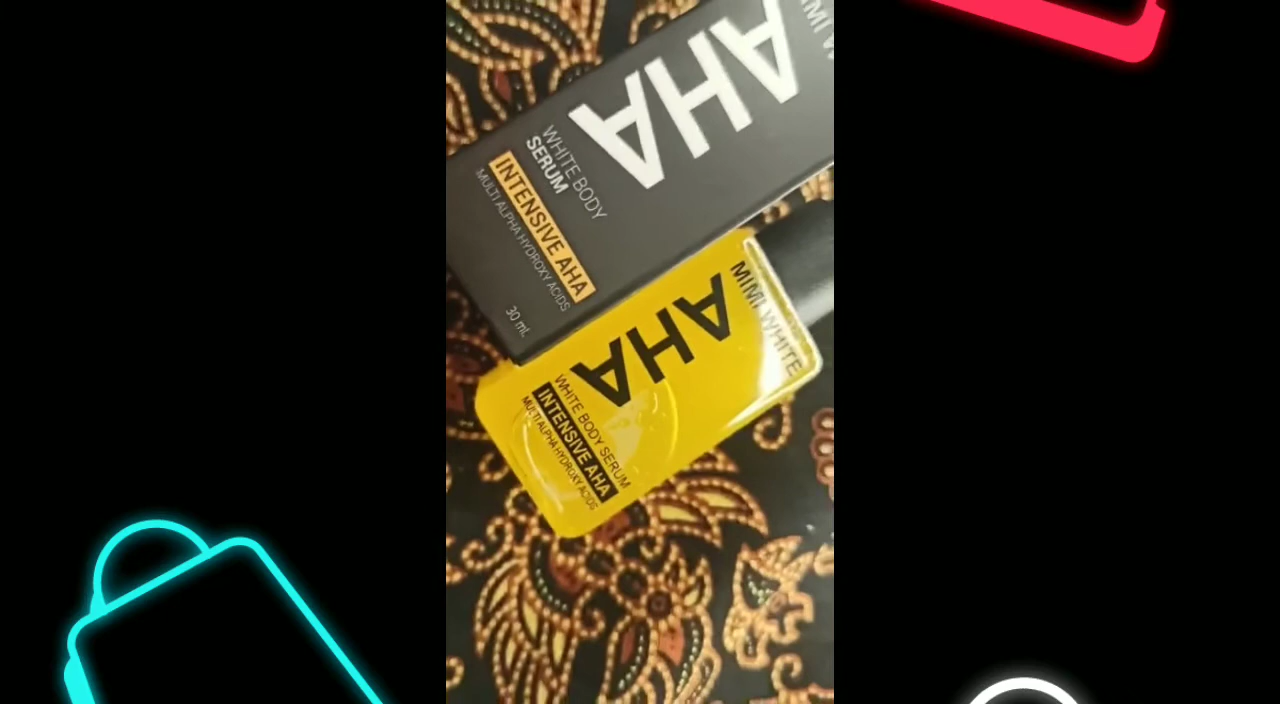 MIMI W
AHA
WHITE BODY
SERUM
INTENSIVE AHA
MULTI ALPHA HYDROXY ACIDS
30 ml.
MIMI WHITE
AHA
WHITE BODY SERUM
INTENSIVE AHA
MULTI ALPHA HYDROXY ACIDS